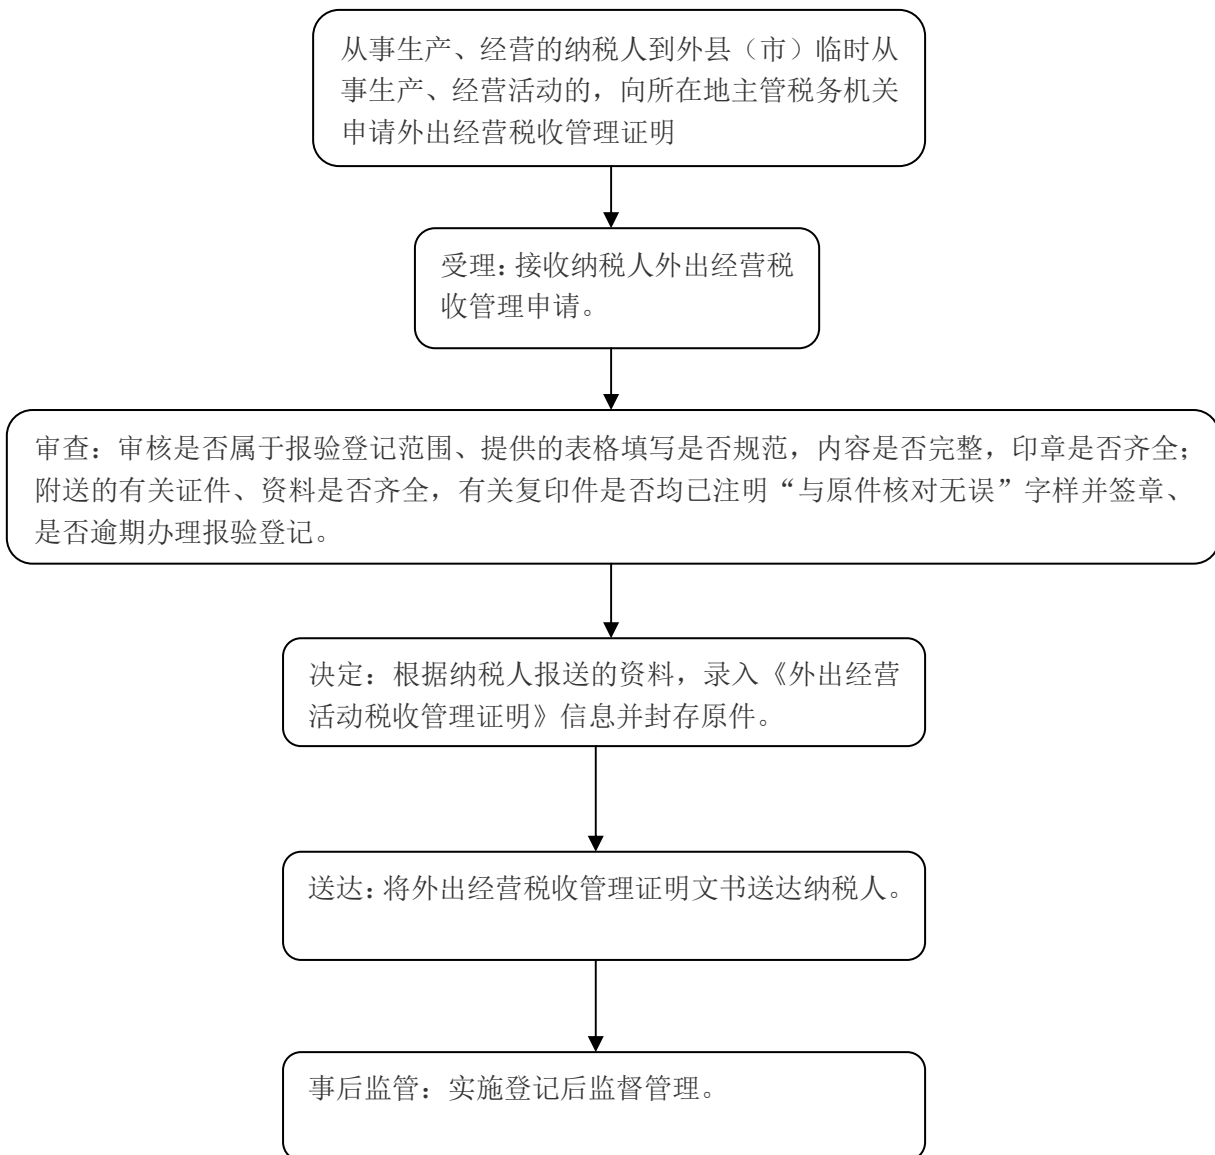 从事生产、经营的纳税人到外县（市）临时从
事生产、经营活动的，向所在地主管税务机关
申请外出经营税收管理证明
受理：接收纳税人外出经营税
收管理申请。
审查：审核是否属于报验登记范围、提供的表格填写是否规范，内容是否完整，印章是否齐全；
附送的有关证件、资料是否齐全，有关复印件是否均已注明“与原件核对无误”字样并签章、
是否逾期办理报验登记。
决定：根据纳税人报送的资料，录入《外出经营
活动税收管理证明》信息并封存原件。
送达：将外出经营税收管理证明文书送达纳税人。
事后监管：实施登记后监督管理。